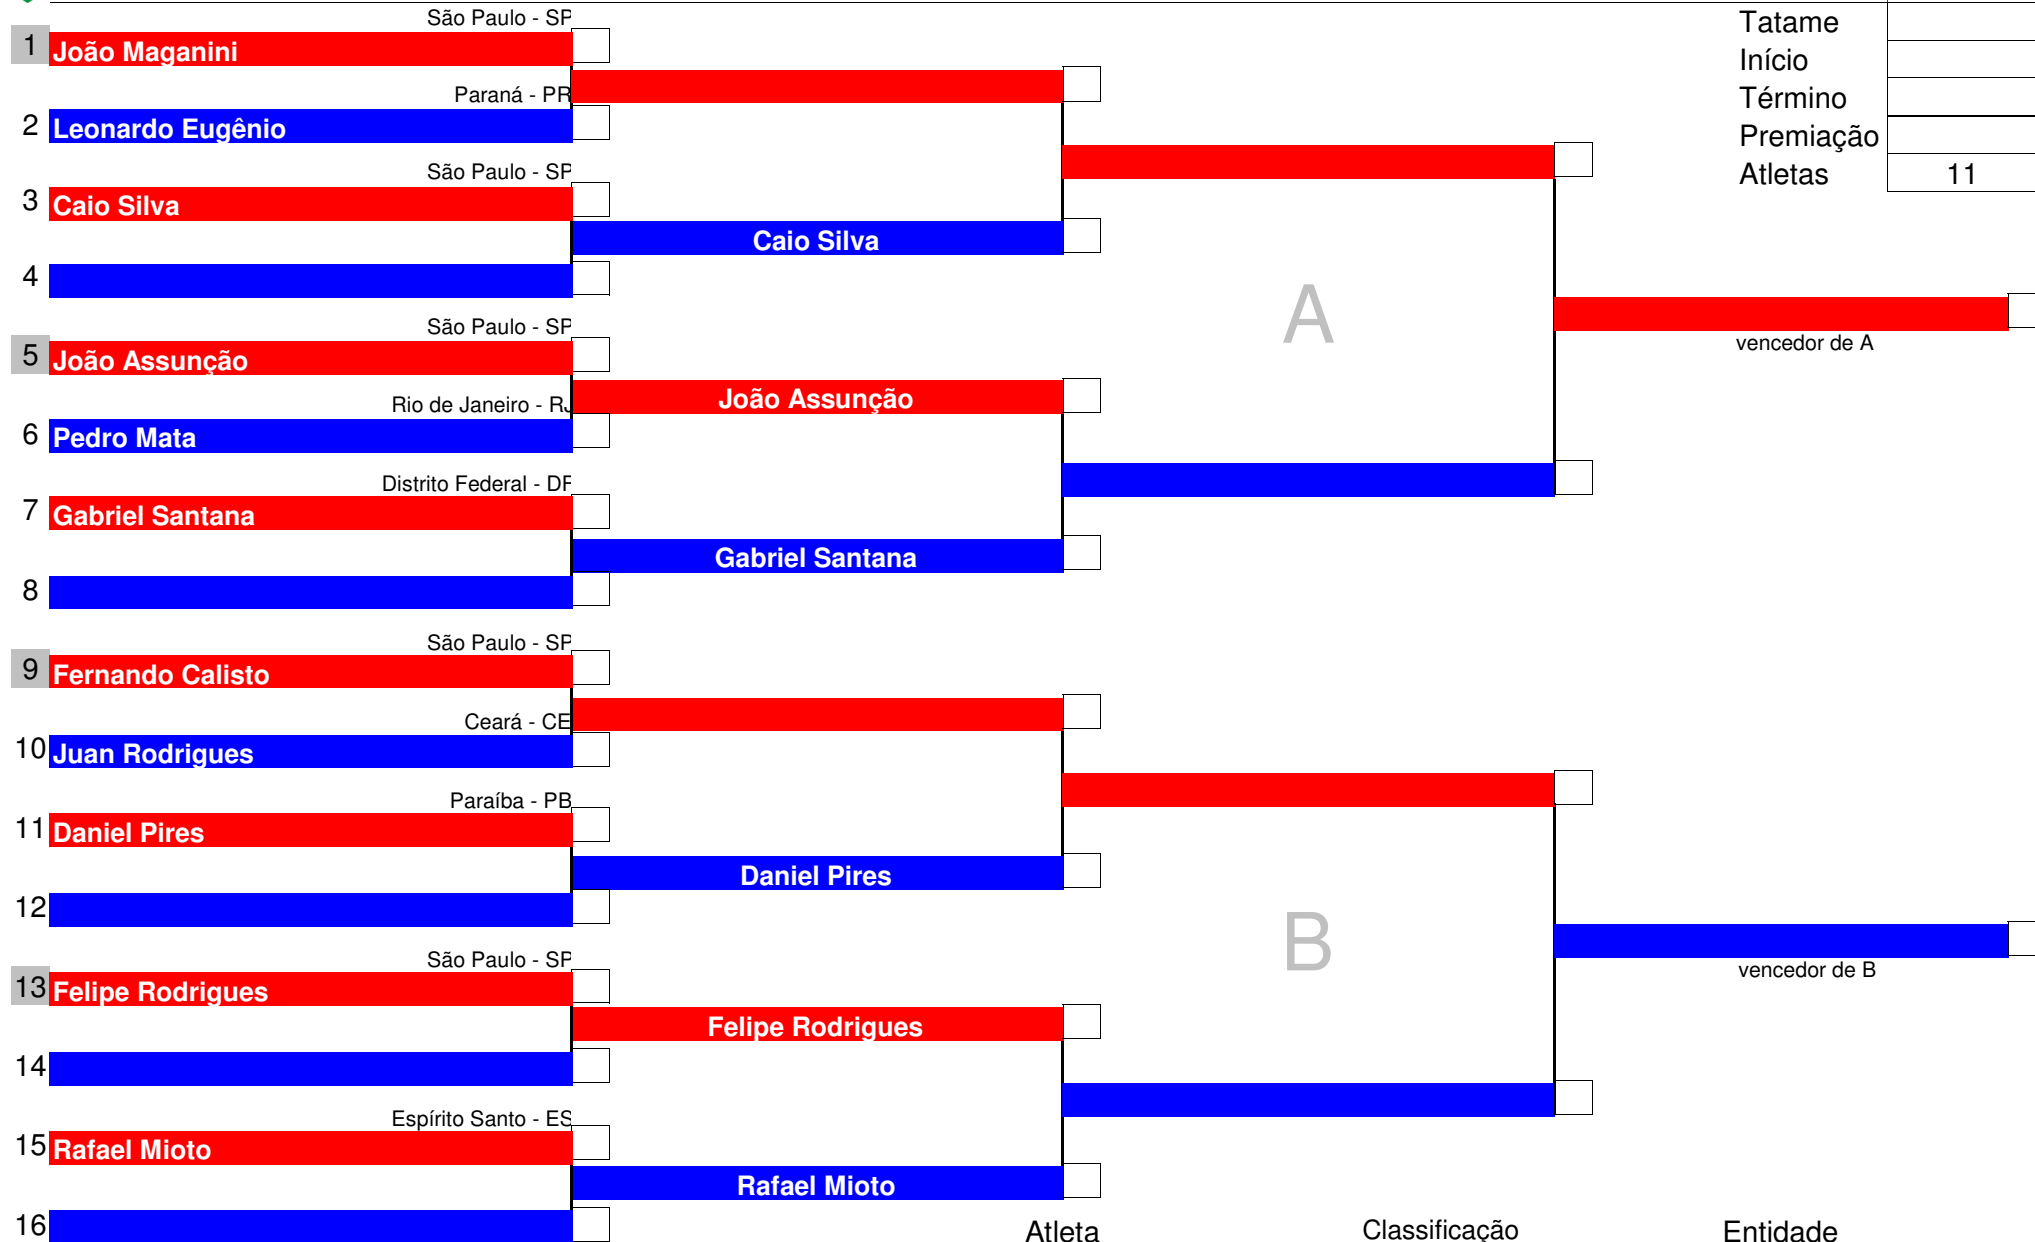 São Paulo - SP
1 João Maganini
Paraná - PR
2 Leonardo Eugênio
São Paulo - SP
3 Caio Silva
Caio Silva
4
São Paulo - SP
5 João Assunção
João Assunção
Rio de Janeiro - RJ
6 Pedro Mata
Distrito Federal - DF
7 Gabriel Santana
Gabriel Santana
8
São Paulo - SP
9 Fernando Calisto
Ceará - CE
10 Juan Rodrigues
Paraíba - PB
11 Daniel Pires
Daniel Pires
12
São Paulo - SP
13 Felipe Rodrigues
Felipe Rodrigues
14
Espírito Santo - ES
15 Rafael Mioto
Rafael Mioto
16
A
B
vencedor de A
vencedor de B
Tatame
Início
Término
Premiação
Atletas 11
Atleta Classificação Entidade